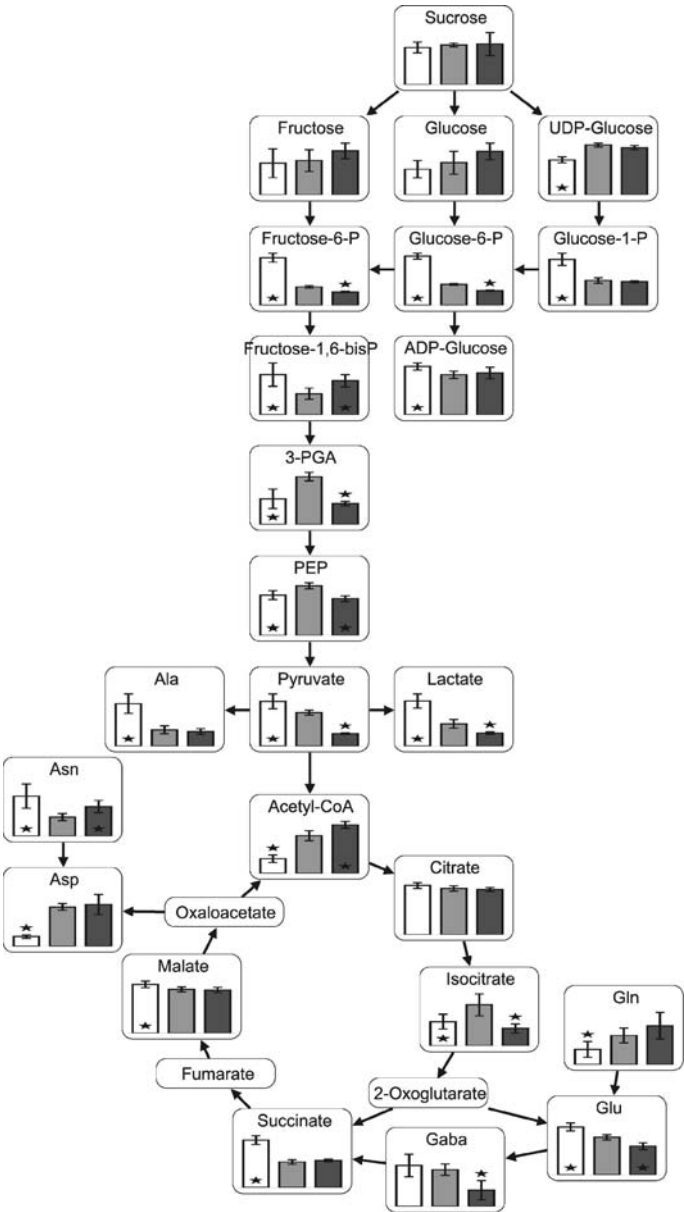 Sucrose
Fructose
Glucose
UDP-Glucose
Fructose-6-P
Glucose-6-P
Glucose-1-P
Fructose-1,6-bisP
ADP-Glucose
3-PGA
PEP
Ala
Pyruvate
Lactate
Asn
Acetyl-CoA
Asp
Citrate
Oxaloacetate
Malate
Isocitrate
Gln
Fumarate
2-Oxoglutarate
Succinate
Gaba
Glu